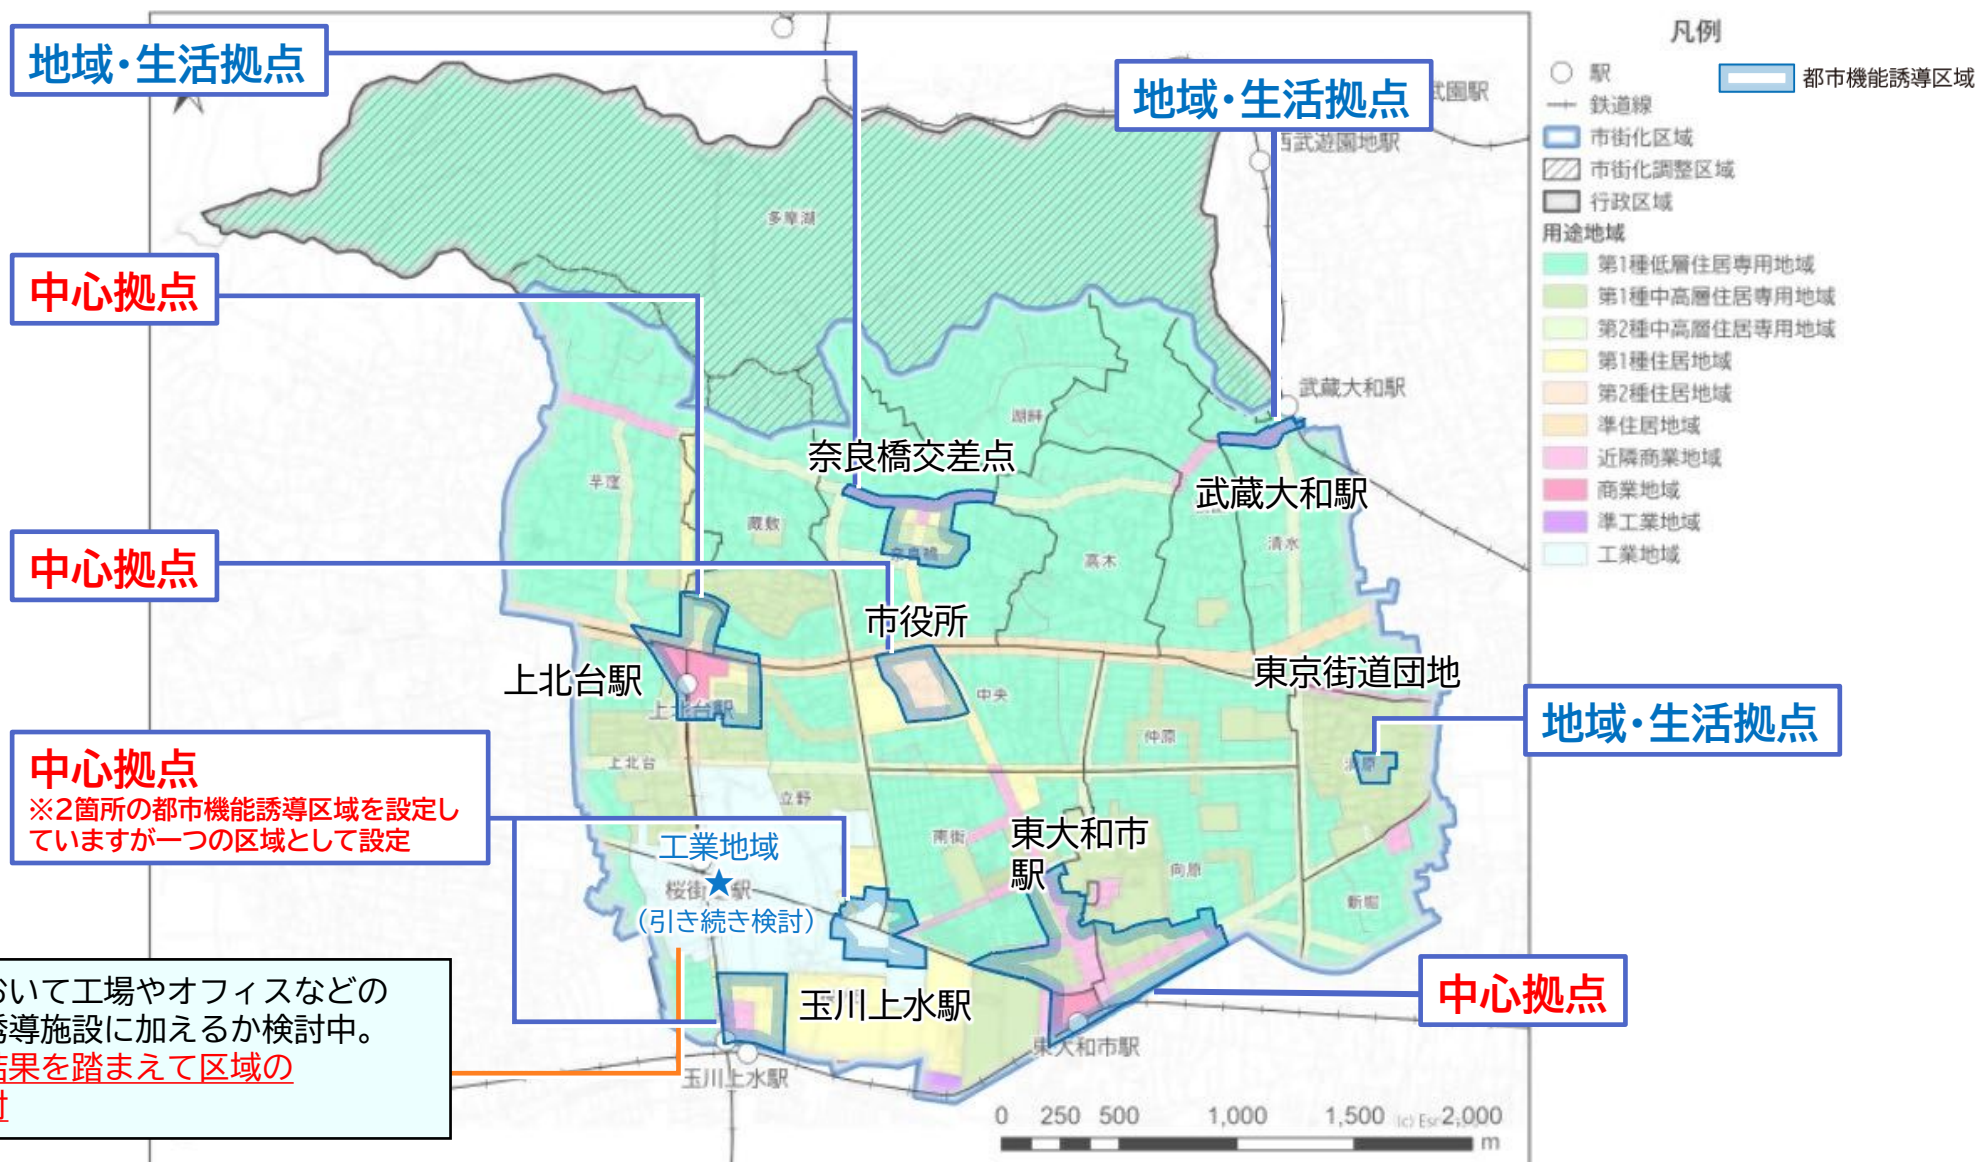 地域・生活拠点
地域・生活拠点
武園駅
西武遊園地駅
多摩湖
中心拠点
武蔵大和駅
湖畔
奈良橋交差点
武蔵大和駅
芋窪
蔵敷
奈良橋
高木
清水
中心拠点
市役所
上北台駅
上北台駅
中央
東京街道団地
地域・生活拠点
仲原
上北台
立野
中心拠点
※2箇所の都市機能誘導区域を設定し
ていますが一つの区域として設定
工業地域
★
(引き続き検討)
南街
東大和市
駅
向原
新堀
おいて工場やオフィスなどの
誘導施設に加えるか検討中。
結果を踏まえて区域の
討
玉川上水駅
中心拠点
東大和市駅
玉川上水駅
0 250 500 1,000 1,500 2,000
m
凡例
駅
都市機能誘導区域
鉄道線
市街化区域
市街化調整区域
行政区域
用途地域
第1種低層住居専用地域
第1種中高層住居専用地域
第2種中高層住居専用地域
第1種住居地域
第2種住居地域
準住居地域
近隣商業地域
商業地域
準工業地域
工業地域